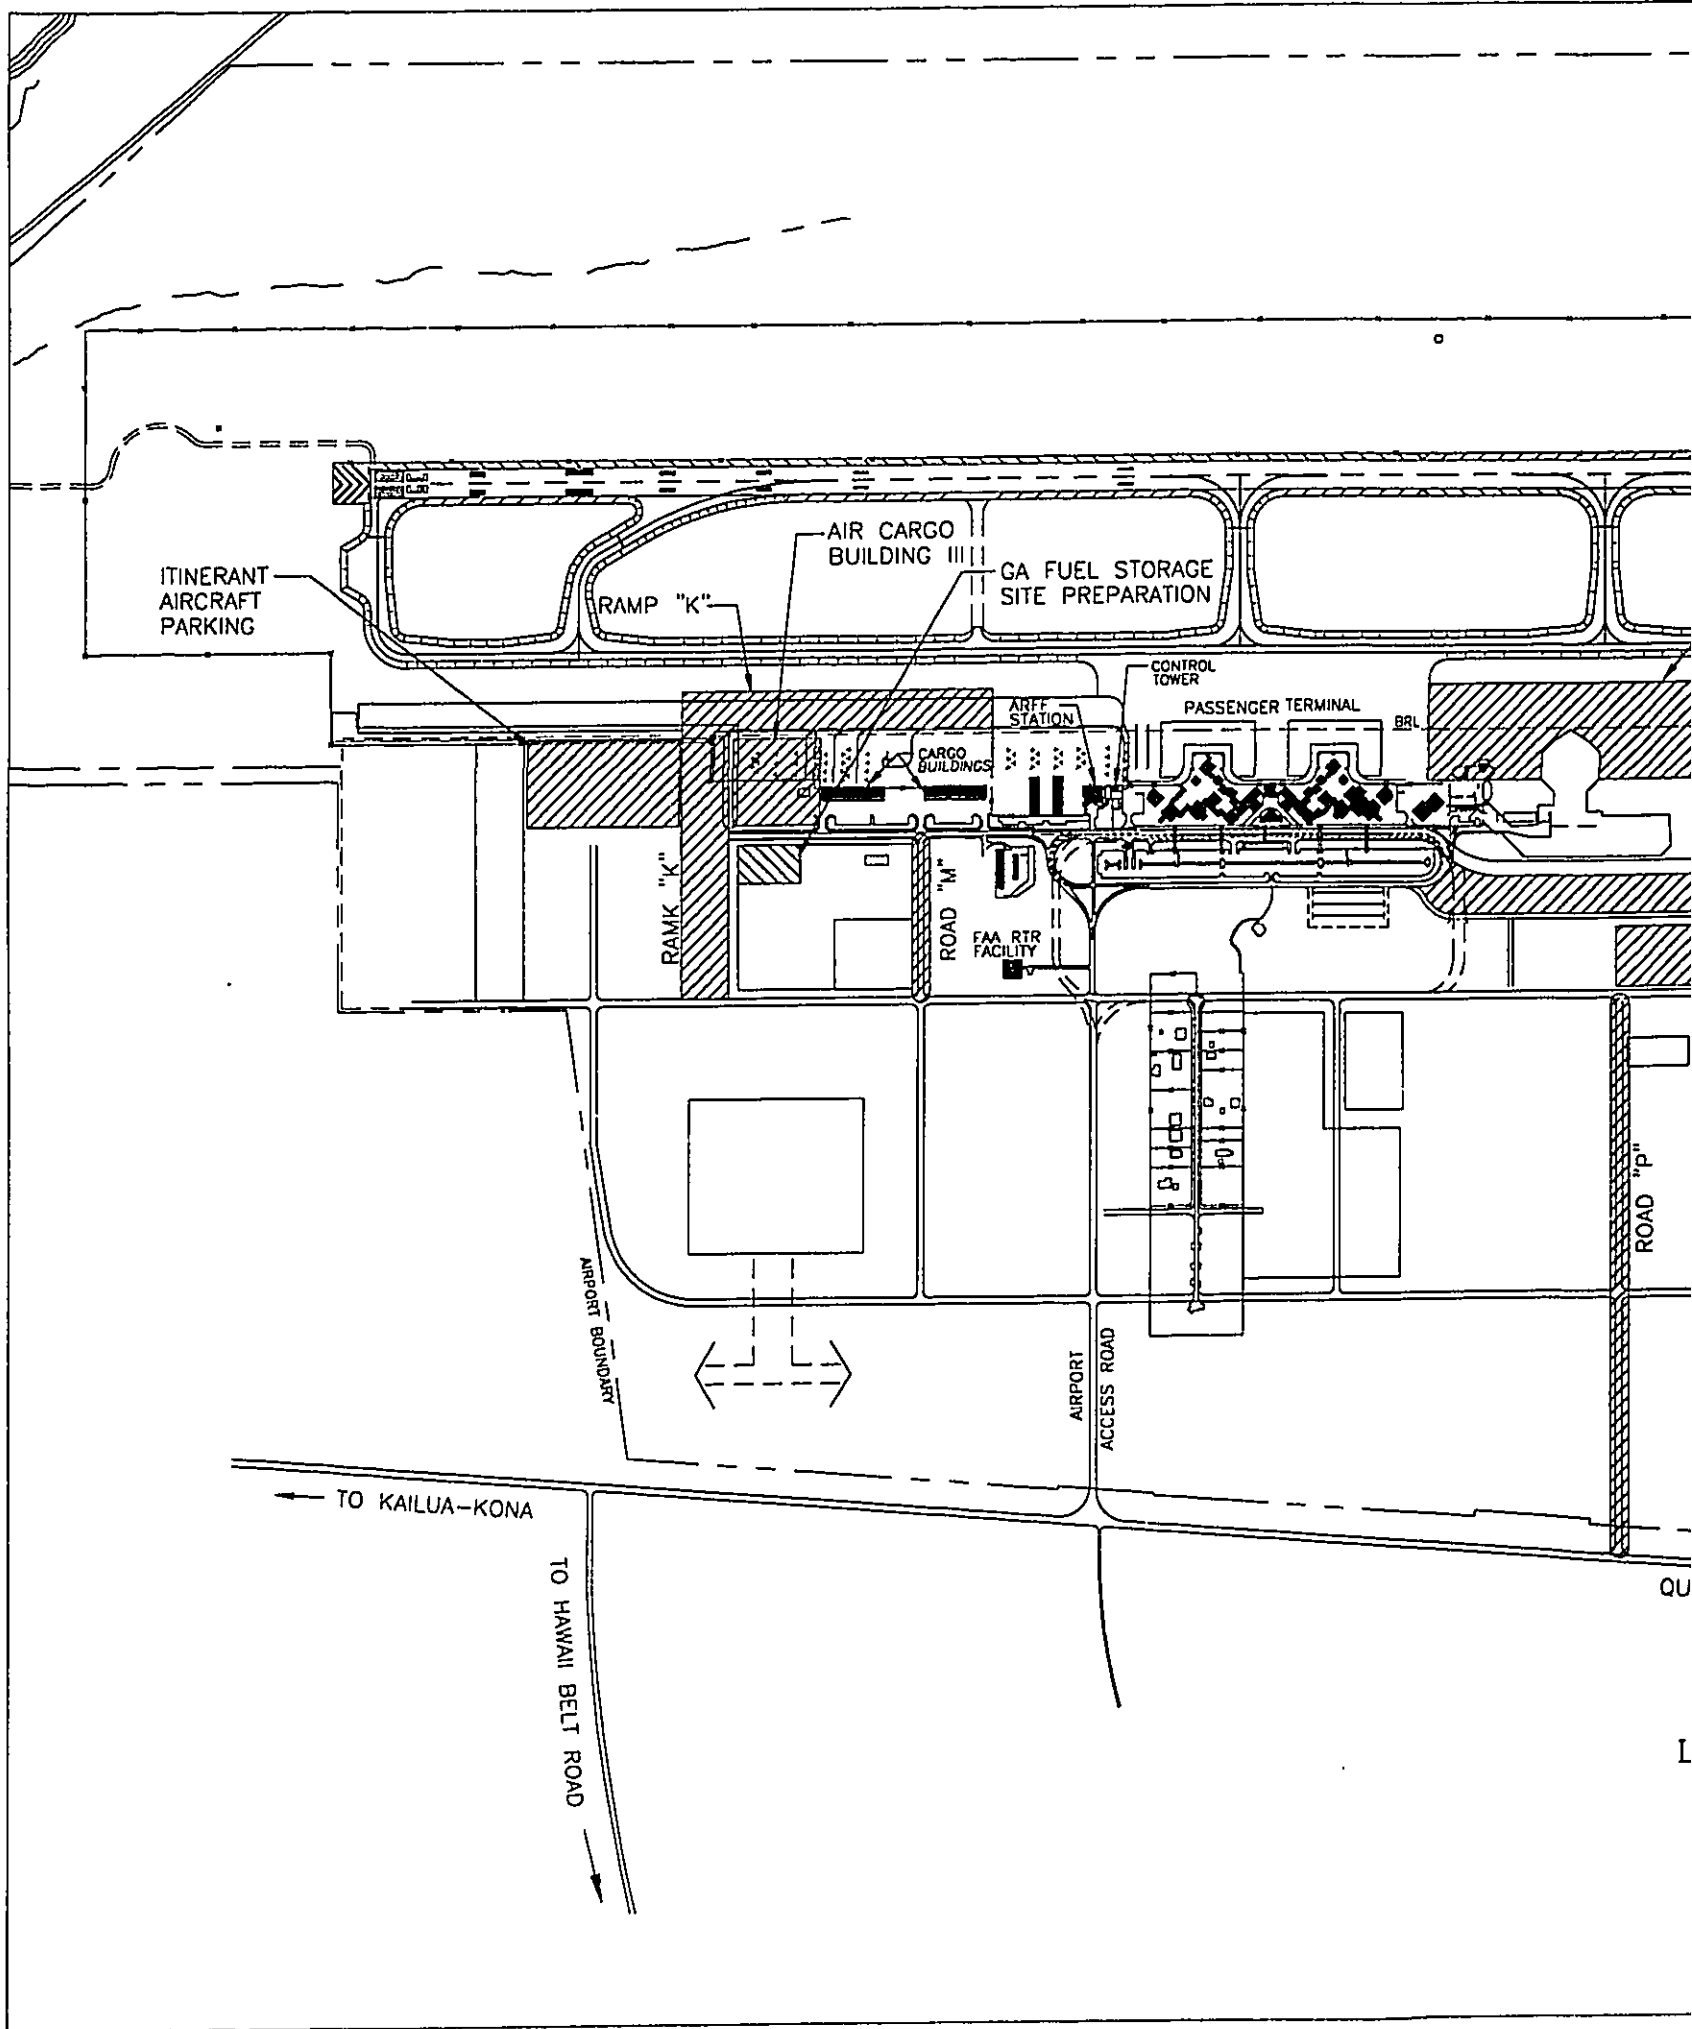 AIR CARGO
BUILDING III
GA FUEL STORAGE
SITE PREPARATION
ITINERANT
AIRCRAFT
PARKING
RAMP "K"
CONTROL
TOWER
ARFF
STATION
PASSENGER TERMINAL
BRL
CARGO
BUILDINGS
RAMK "K"
ROAD "M"
FAA RTR
FACILITY
ROAD "P"
AIRPORT BOUNDARY
AIRPORT
ACCESS ROAD
TO KAILUA-KONA
TO HAWAII BELT ROAD
QU
L